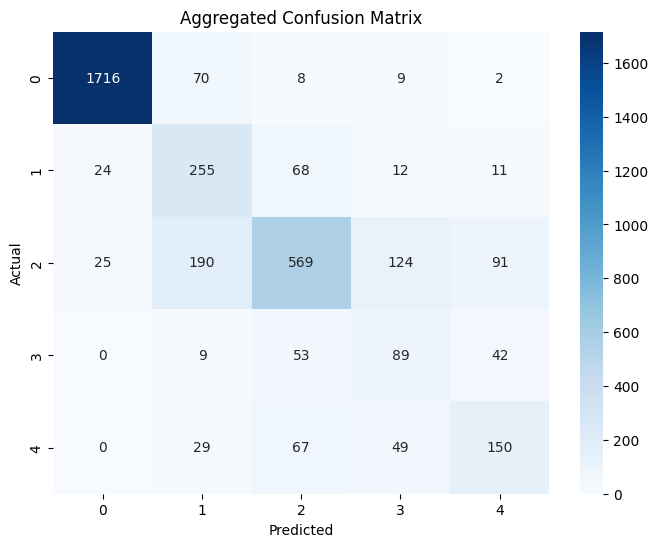 Aggregated Confusion Matrix
0 1716 70 8 9 2
1 24 255 68 12 11
2 25 190 569 124 91
3 0 9 53 89 42
4 0 29 67 49 150
0 1 2 3 4
Predicted
Actual
1600
1400
1200
1000
800
600
400
200
0